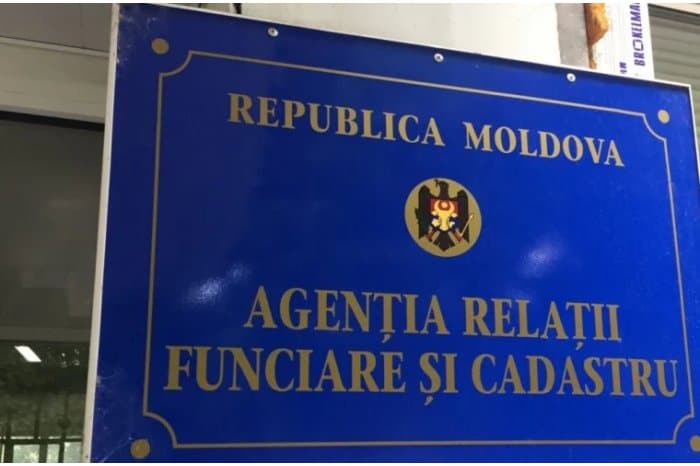 REPUBLICA MOLDOVA
AGENȚIA RELAȚII
FUNCIARE ȘI CADASTRU